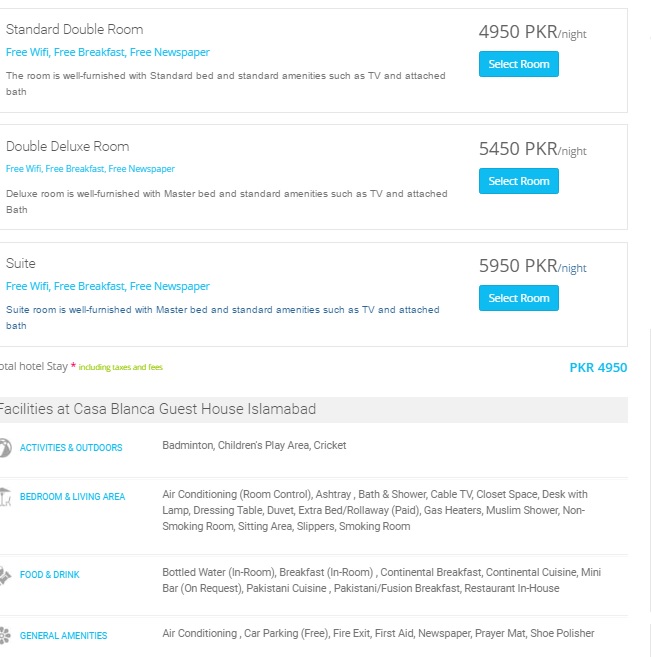 Standard Double Room
4950 PKR/night
Free Wifi, Free Breakfast, Free Newspaper
Select Room
The room is well-furnished with Standard bed and standard amenities such as TV and attached
bath
Double Deluxe Room
5450 PKR/night
Free Wifi, Free Breakfast, Free Newspaper
Select Room
Deluxe room is well-furnished with Master bed and standard amenities such as TV and attached
Bath
Suite
5950 PKR/night
Free Wifi, Free Breakfast, Free Newspaper
Select Room
Suite room is well-furnished with Master bed and standard amenities such as TV and attached
bath
otal hotel Stay * including taxes and fees
PKR 4950
Facilities at Casa Blanca Guest House Islamabad
ACTIVITIES & OUTDOORS
Badminton, Children's Play Area, Cricket
BEDROOM & LIVING AREA
Air Conditioning (Room Control), Ashtray , Bath & Shower, Cable TV, Closet Space, Desk with
Lamp, Dressing Table, Duvet, Extra Bed/Rollaway (Paid), Gas Heaters, Muslim Shower, Non-
Smoking Room, Sitting Area, Slippers, Smoking Room
FOOD & DRINK
Bottled Water (In-Room), Breakfast (In-Room) , Continental Breakfast, Continental Cuisine, Mini
Bar (On Request), Pakistani Cuisine , Pakistani/Fusion Breakfast, Restaurant In-House
GENERAL AMENITIES
Air Conditioning , Car Parking (Free), Fire Exit, First Aid, Newspaper, Prayer Mat, Shoe Polisher